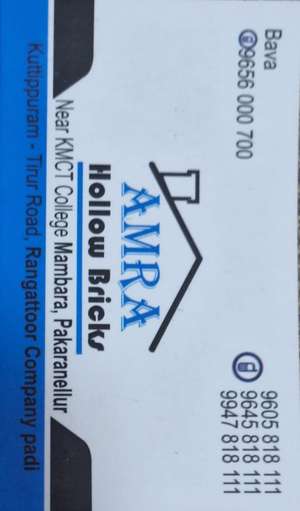 Bava
9656 000 700
9605 818 111
9645 818 111
9947 818 111
AMRA
Hollow Bricks
Near KMCT College Mambara, Pakaranellur
Kuttippuram - Tirur Road, Rangattoor Company padi